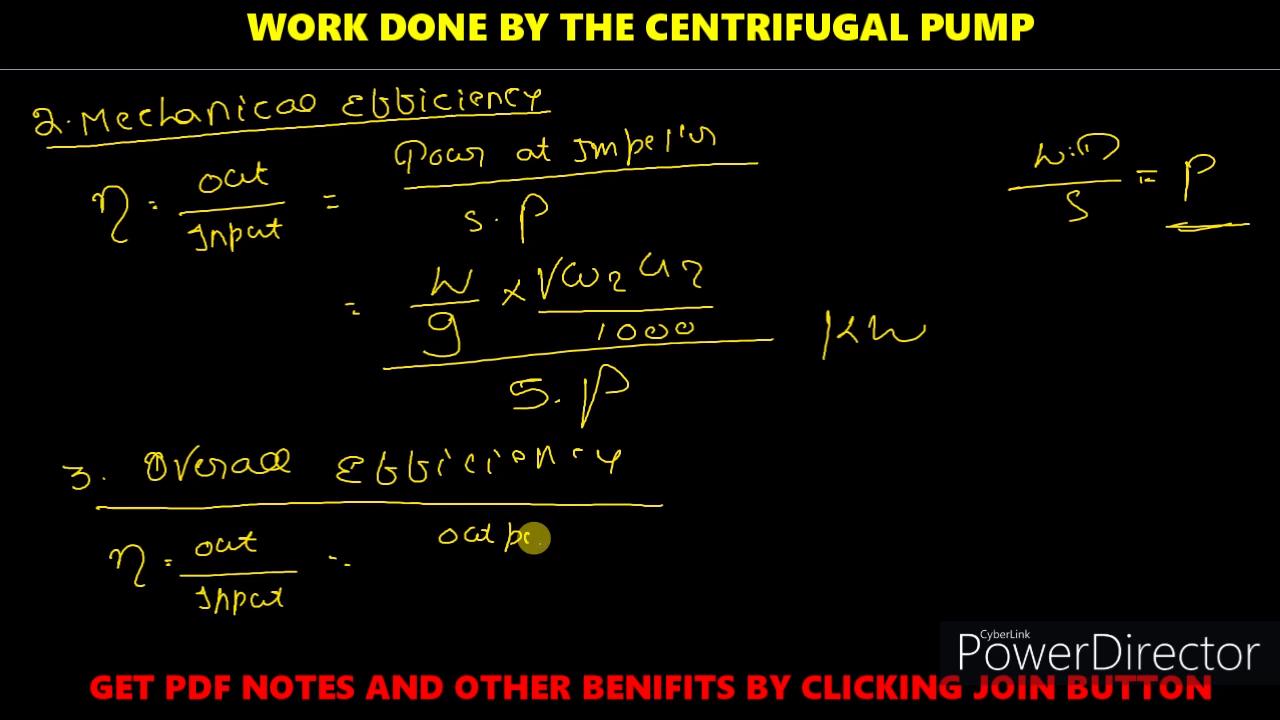 WORK DONE BY THE CENTRIFUGAL PUMP
2. Mechanical Efficiency
η = out / Input = Power at Impeller / S.P
W.D / S = P
= W / g × Vw2 u2 / 1000 / S.P KW
3. Overall Efficiency
η = out / Input = out
CyberLink
PowerDirector
GET PDF NOTES AND OTHER BENIFITS BY CLICKING JOIN BUTTON